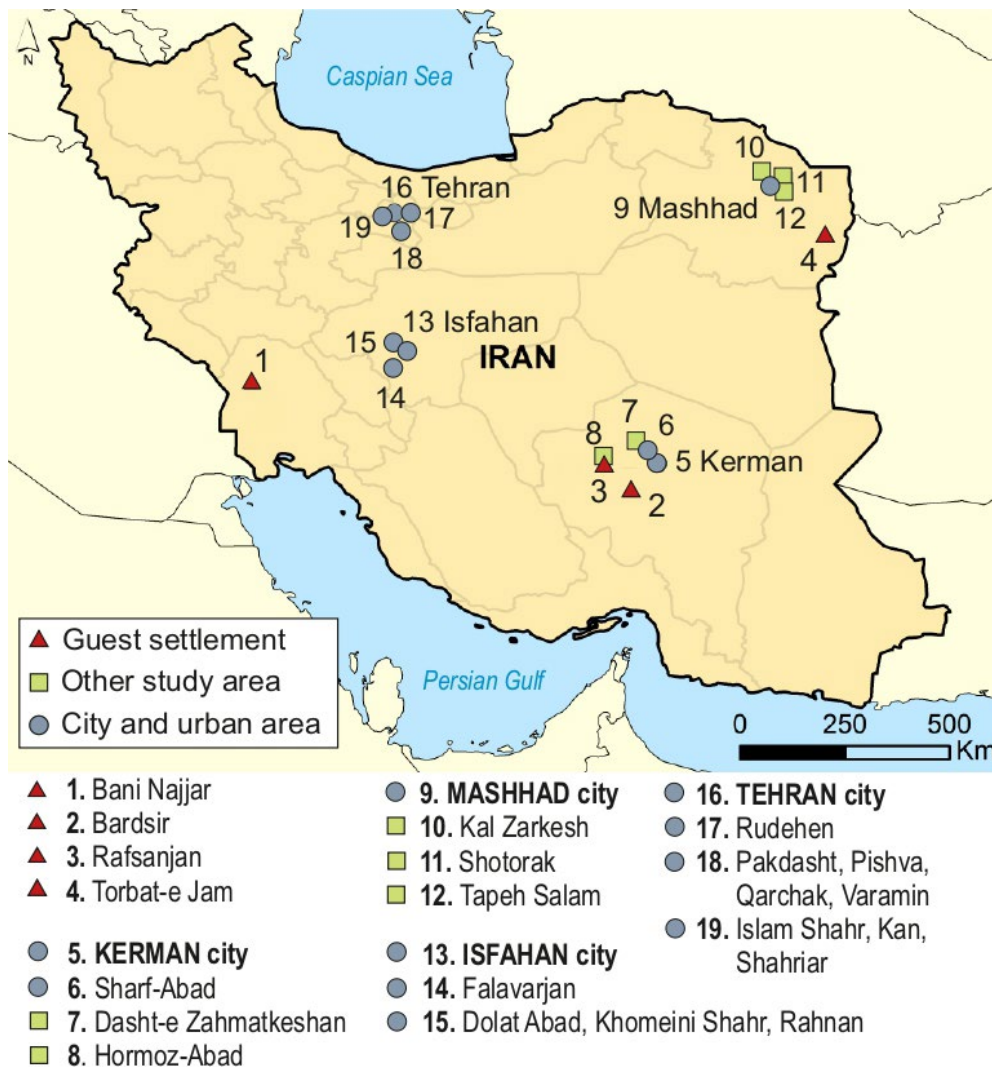 N
Caspian Sea
10
16 Tehran
11
19
17
9 Mashhad
12
18
4
13 Isfahan
15
IRAN
1
14
7
6
8
5 Kerman
3
2
Guest settlement
Other study area
City and urban area
Persian Gulf
0 250 500
Km
1. Bani Najjar
2. Bardsir
3. Rafsanjan
4. Torbat-e Jam
5. KERMAN city
6. Sharf-Abad
7. Dasht-e Zahmatkeshan
8. Hormoz-Abad
9. MASHHAD city
10. Kal Zarkesh
11. Shotorak
12. Tapeh Salam
13. ISFAHAN city
14. Falavarjan
15. Dolat Abad, Khomeini Shahr, Rahnan
16. TEHRAN city
17. Rudehen
18. Pakdasht, Pishva,
Qarchak, Varamin
19. Islam Shahr, Kan,
Shahriar